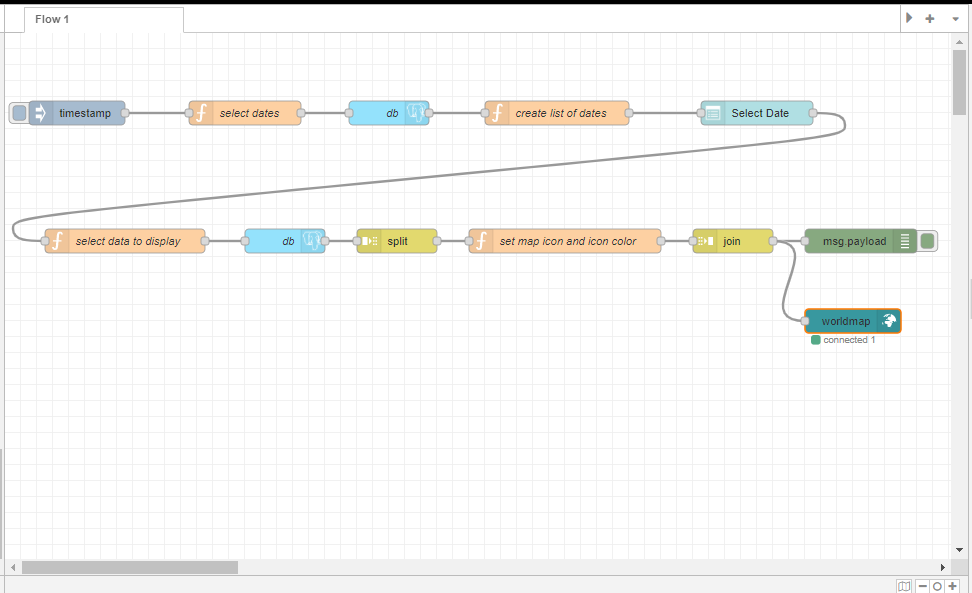 Flow 1
timestamp
select dates
db
create list of dates
Select Date
select data to display
db
split
set map icon and icon color
join
msg.payload
worldmap
connected 1